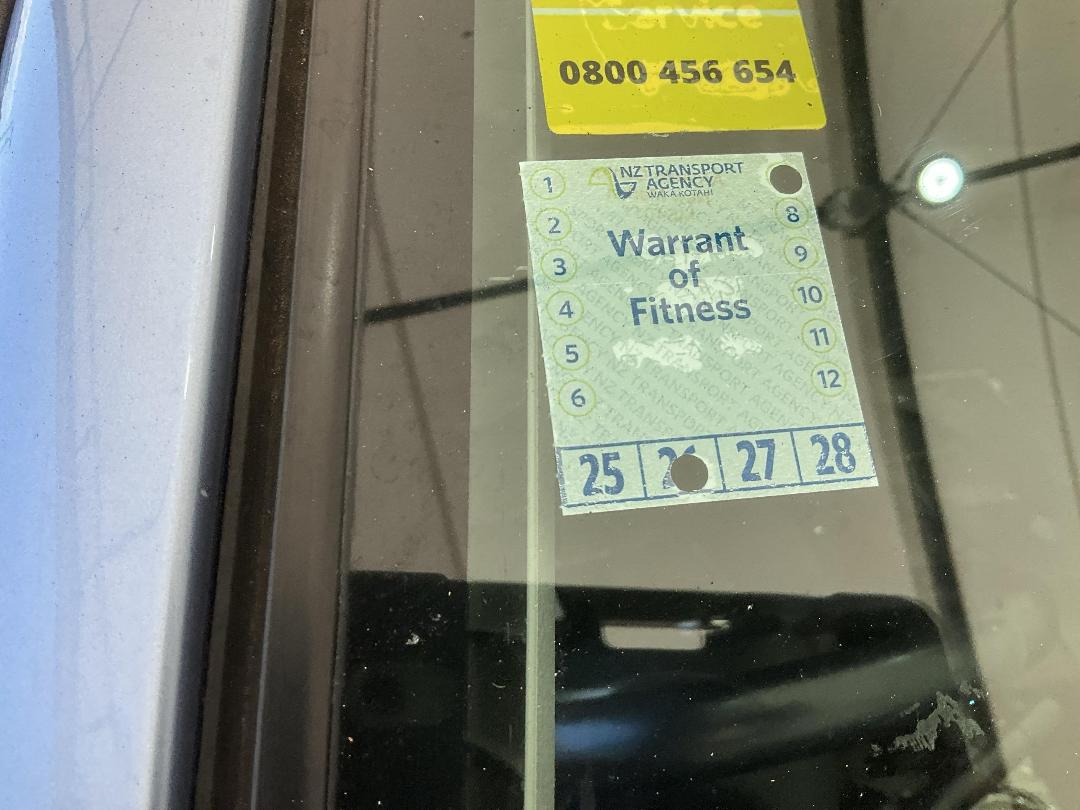 Service
0800 456 654
NZ TRANSPORT
AGENCY
WAKA KOTAHI
Warrant
of
Fitness
1
2
3
4
5
6
8
9
10
11
12
25 27 28